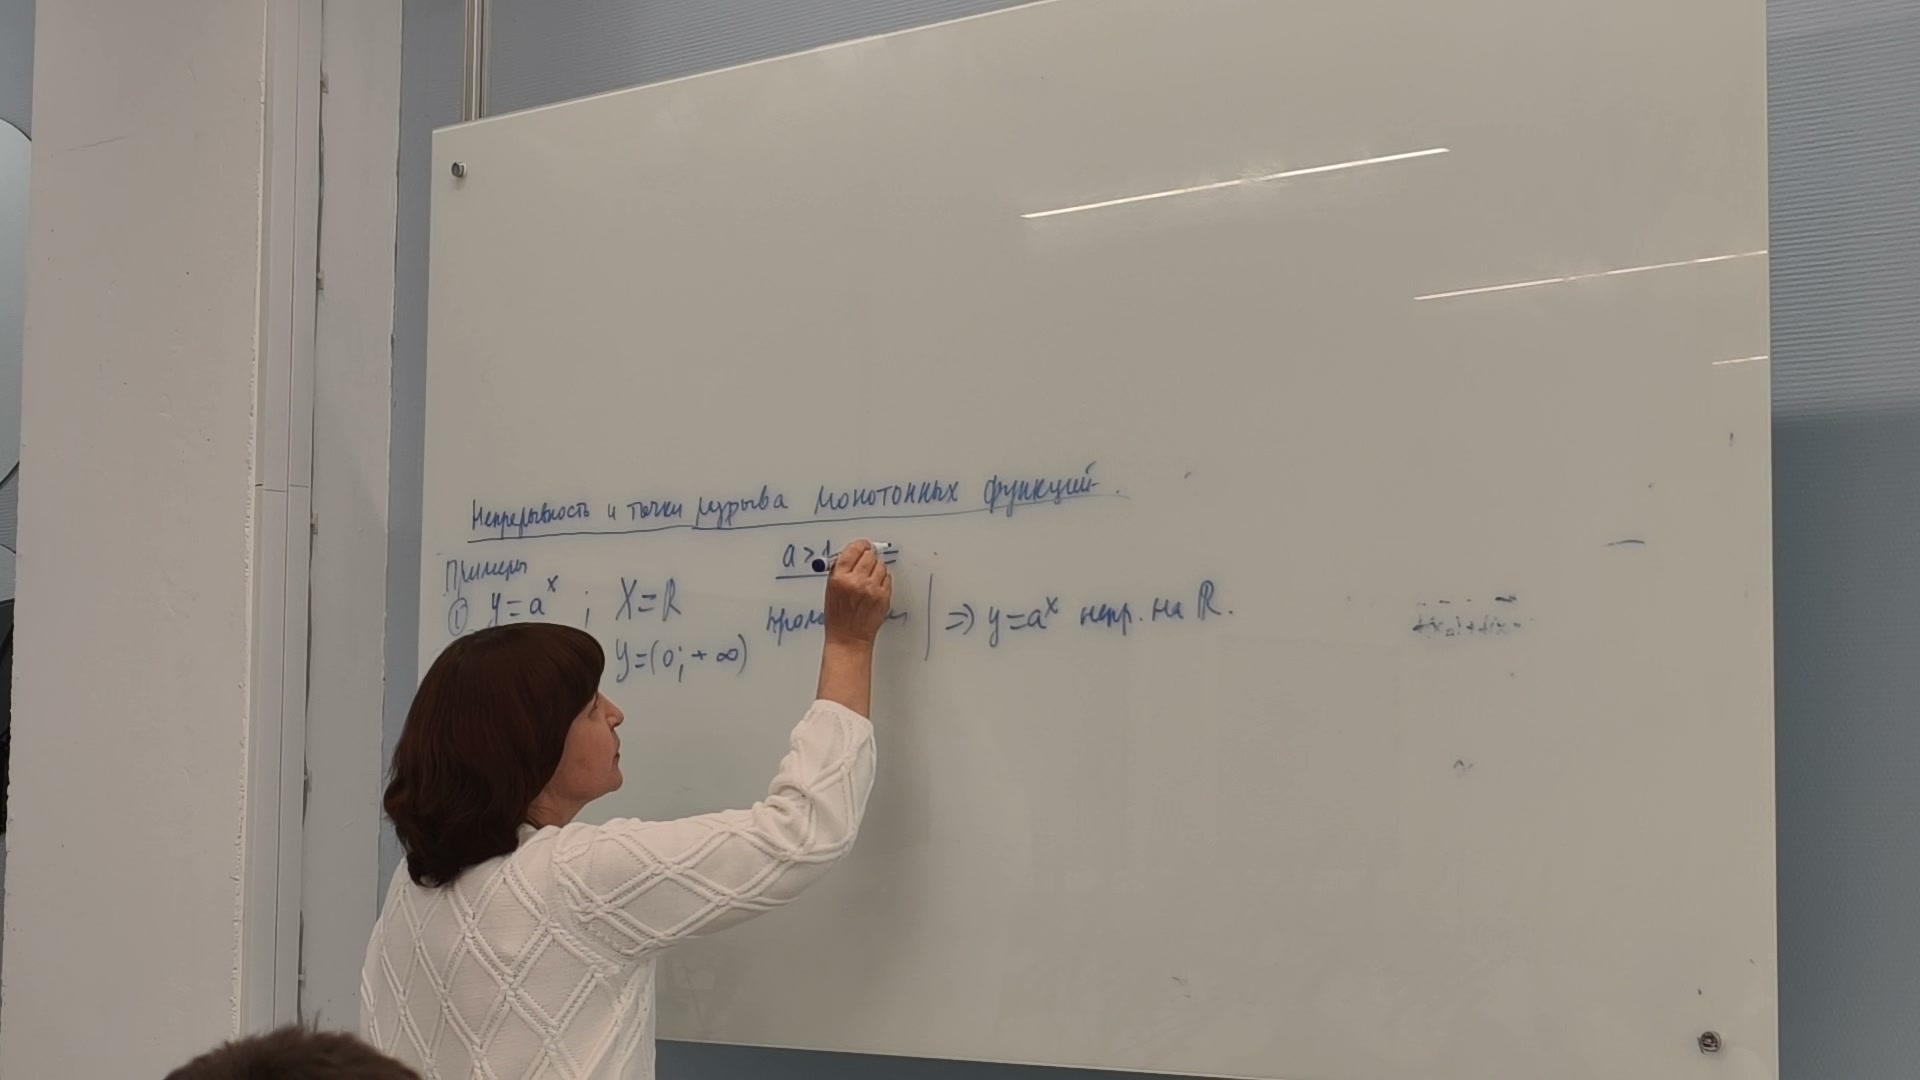 Непрерывность и точки разрыва монотонных функций.
Примеры
① y=a^x ; X=ℝ
Y=(0;+∞)
a>1
⇒ y=a^x непр. на ℝ.